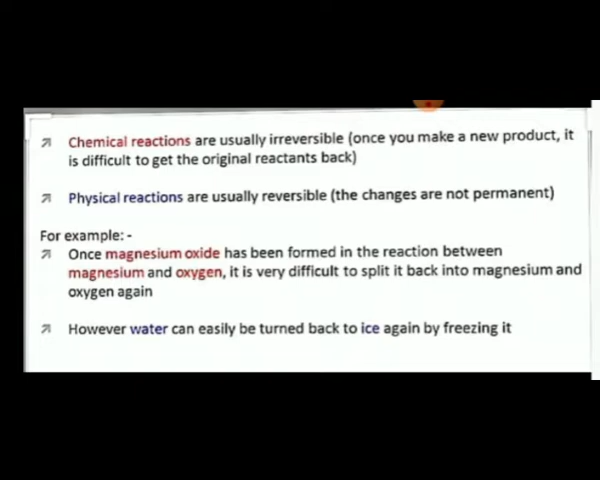 Chemical reactions are usually irreversible (once you make a new product, it
is difficult to get the original reactants back)
Physical reactions are usually reversible (the changes are not permanent)
For example: -
Once magnesium oxide has been formed in the reaction between
magnesium and oxygen, it is very difficult to split it back into magnesium and
oxygen again
However water can easily be turned back to ice again by freezing it